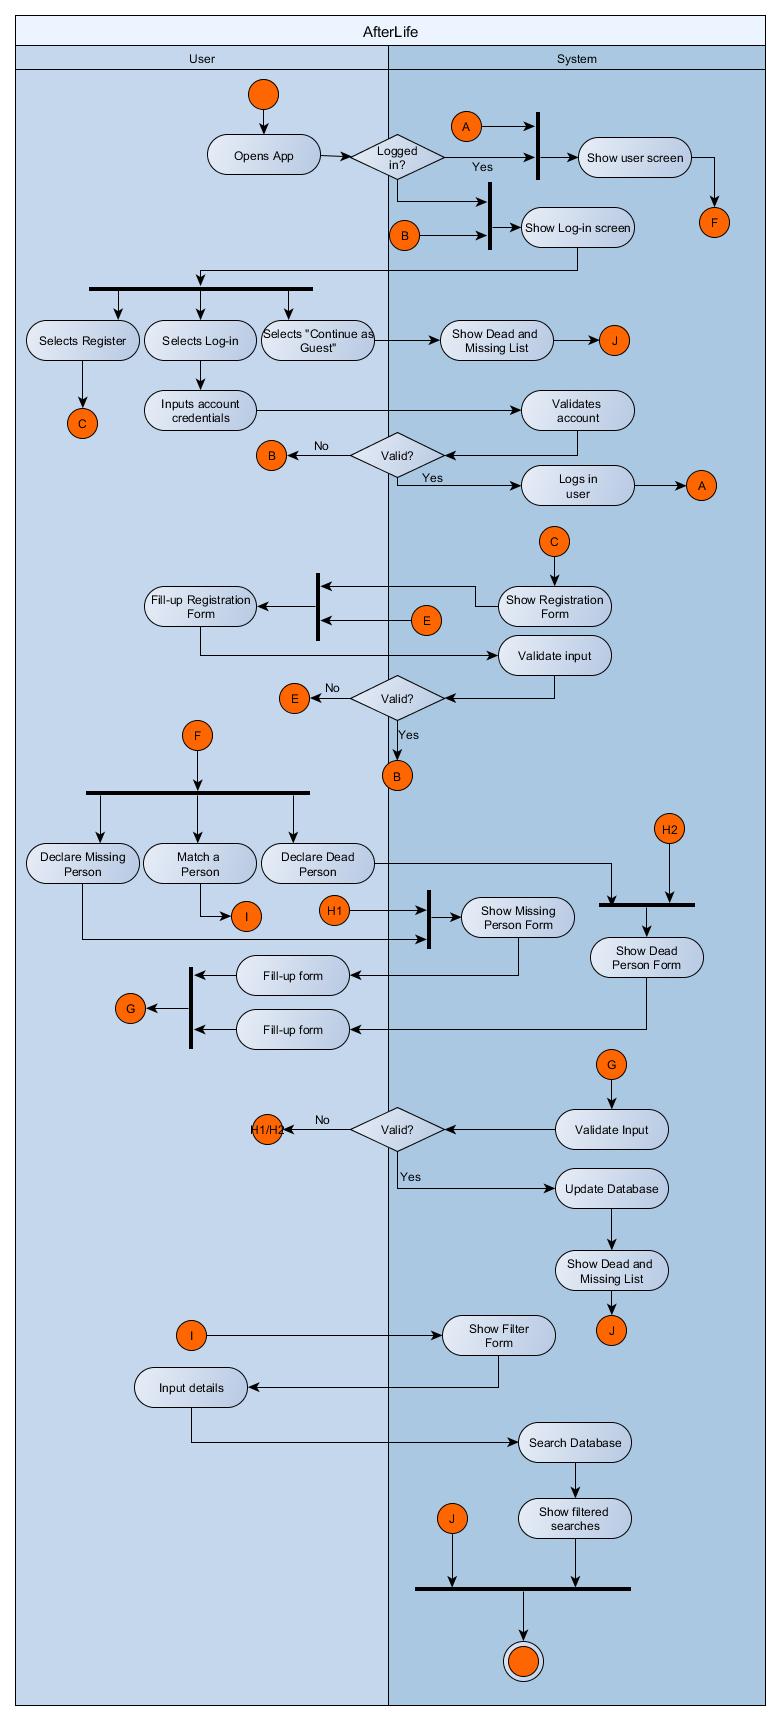 AfterLife
User
System
A
Opens App
Logged
in?
Yes
Show user screen
F
B
Show Log-in screen
Selects Register
Selects Log-in
Selects "Continue as
Guest"
Show Dead and
Missing List
J
C
Inputs account
credentials
Validates
account
B
No
Valid?
Yes
Logs in
user
A
C
Fill-up Registration
Form
Show Registration
Form
E
Validate input
E
No
Valid?
Yes
B
F
H2
Declare Missing
Person
Match a
Person
Declare Dead
Person
I
H1
Show Missing
Person Form
Show Dead
Person Form
Fill-up form
G
Fill-up form
G
H1/H2
No
Valid?
Validate Input
Yes
Update Database
Show Dead and
Missing List
J
I
Show Filter
Form
Input details
Search Database
J
Show filtered
searches